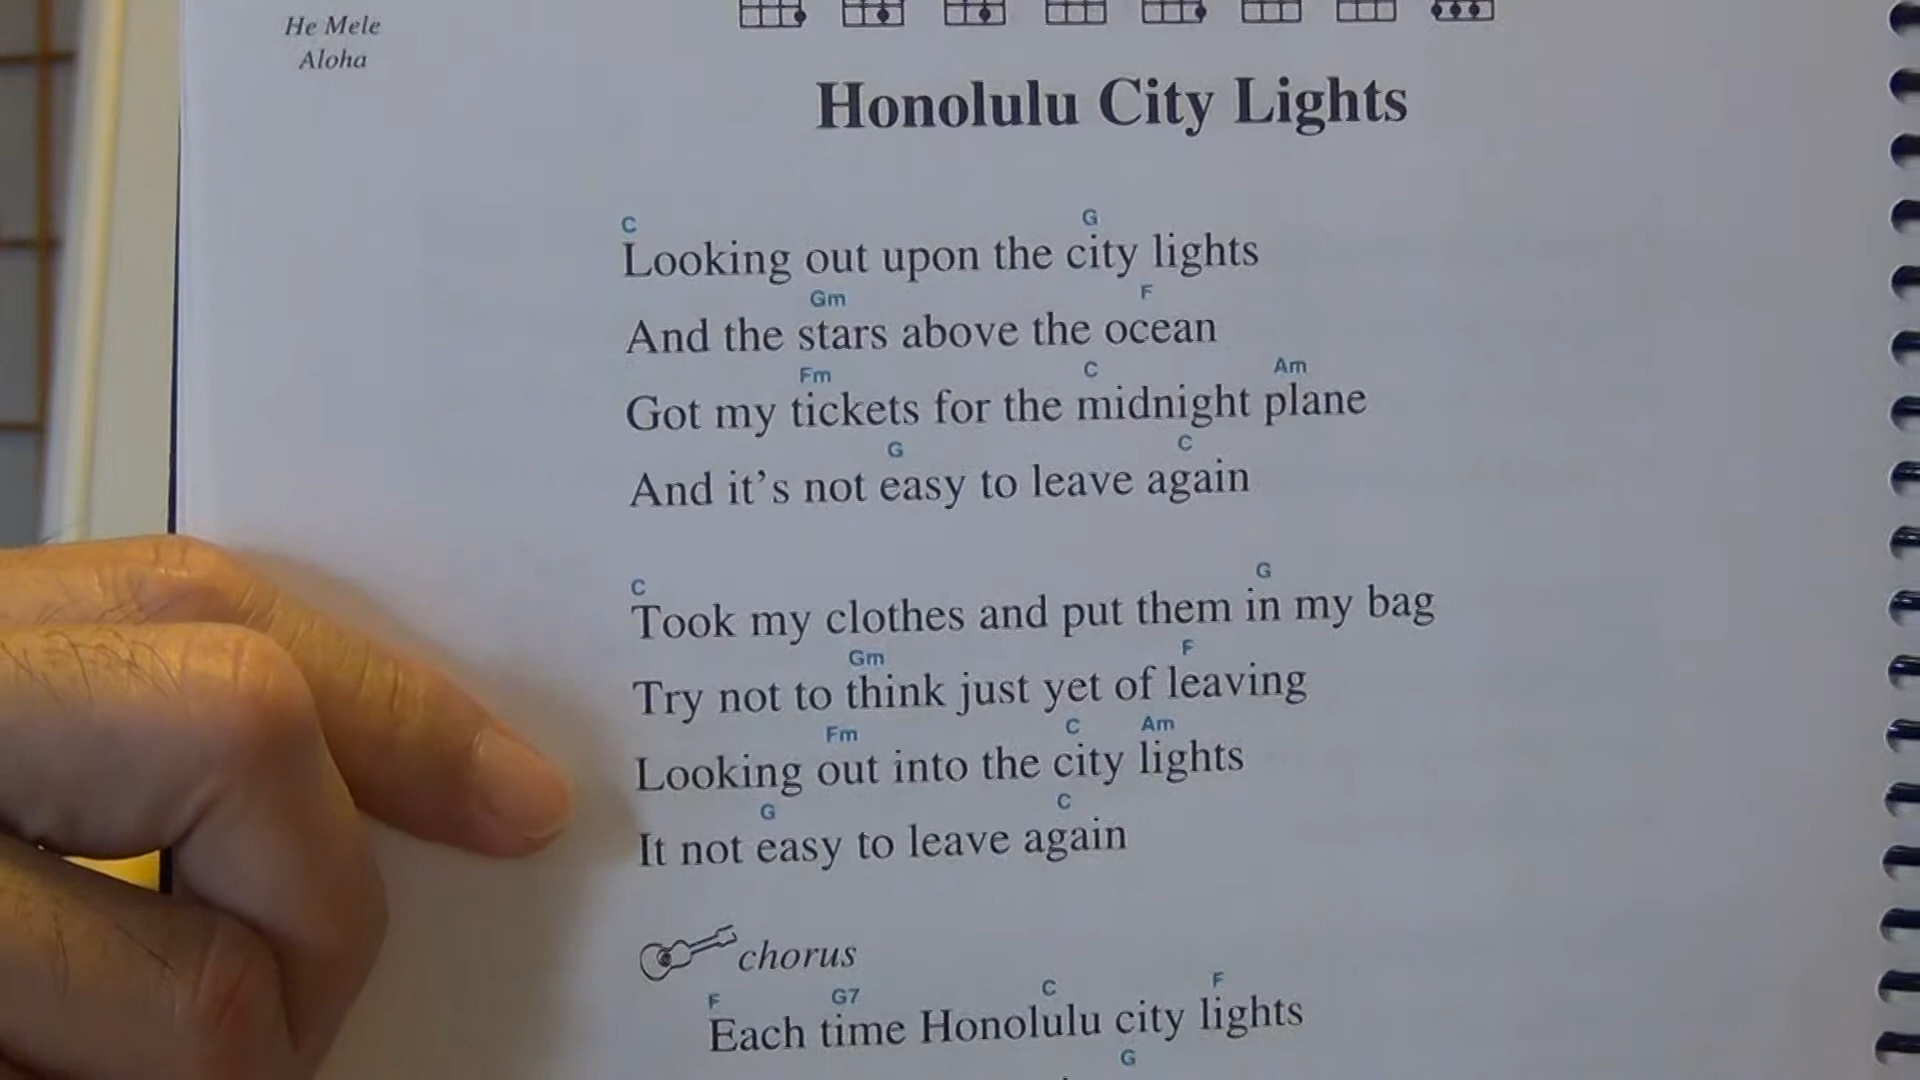 He Mele
Aloha
Honolulu City Lights
C G
Looking out upon the city lights
Gm F
And the stars above the ocean
Fm C Am
Got my tickets for the midnight plane
G C
And it’s not easy to leave again
C G
Took my clothes and put them in my bag
Gm F
Try not to think just yet of leaving
Fm C Am
Looking out into the city lights
G C
It not easy to leave again
chorus
F G7 C F
Each time Honolulu city lights
G